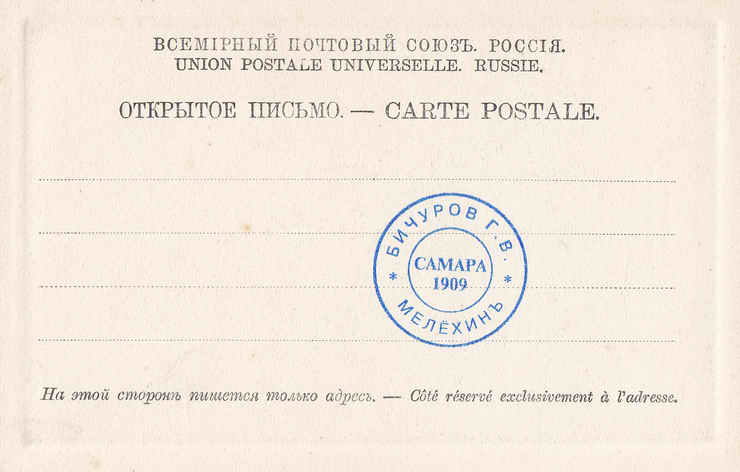 ВСЕМІРНЫЙ ПОЧТОВЫЙ СОЮЗЪ. РОССІЯ.
UNION POSTALE UNIVERSELLE. RUSSIE.
ОТКРЫТОЕ ПИСЬМО. — CARTE POSTALE.
БИЧУРОВ Г. В.
САМАРА
1909
* МЕЛЁХИНЪ *
На этой сторонѣ пишется только адресъ. — Côté réservé exclusivement à l'adresse.